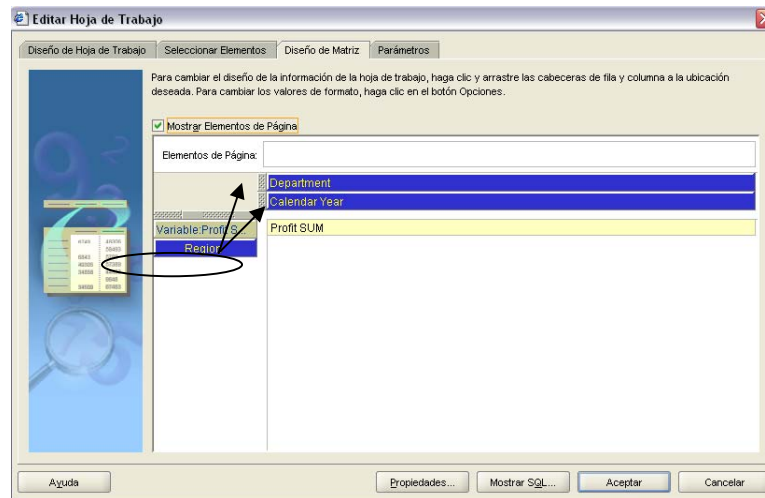 Editar Hoja de Trabajo
Diseño de Hoja de Trabajo
Seleccionar Elementos
Diseño de Matriz
Parámetros
Para cambiar el diseño de la información de la hoja de trabajo, haga clic y arrastre las cabeceras de fila y columna a la ubicación
deseada. Para cambiar los valores de formato, haga clic en el botón Opciones.
Mostrar Elementos de Página
Elementos de Página:
Department
Calendar Year
Variable:Profit S...
Profit SUM
Region
Ayuda
Propiedades...
Mostrar SQL...
Aceptar
Cancelar